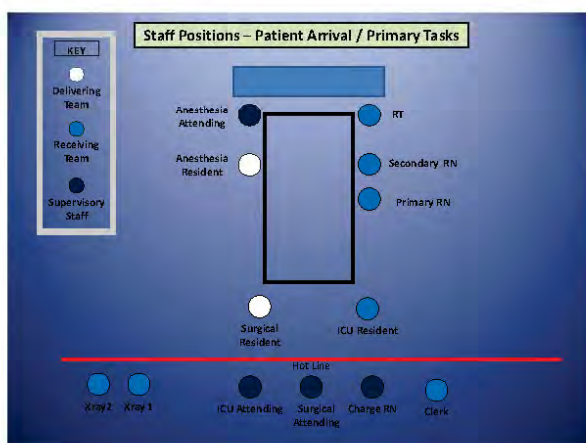 Staff Positions – Patient Arrival / Primary Tasks
KEY
Delivering
Team
Receiving
Team
Supervisory
Staff
Anesthesia
Attending
RT
Anesthesia
Resident
Secondary RN
Primary RN
Surgical
Resident
ICU Resident
Hot Line
Xray2
Xray 1
ICU Attending
Surgical
Attending
Charge RN
Clerk